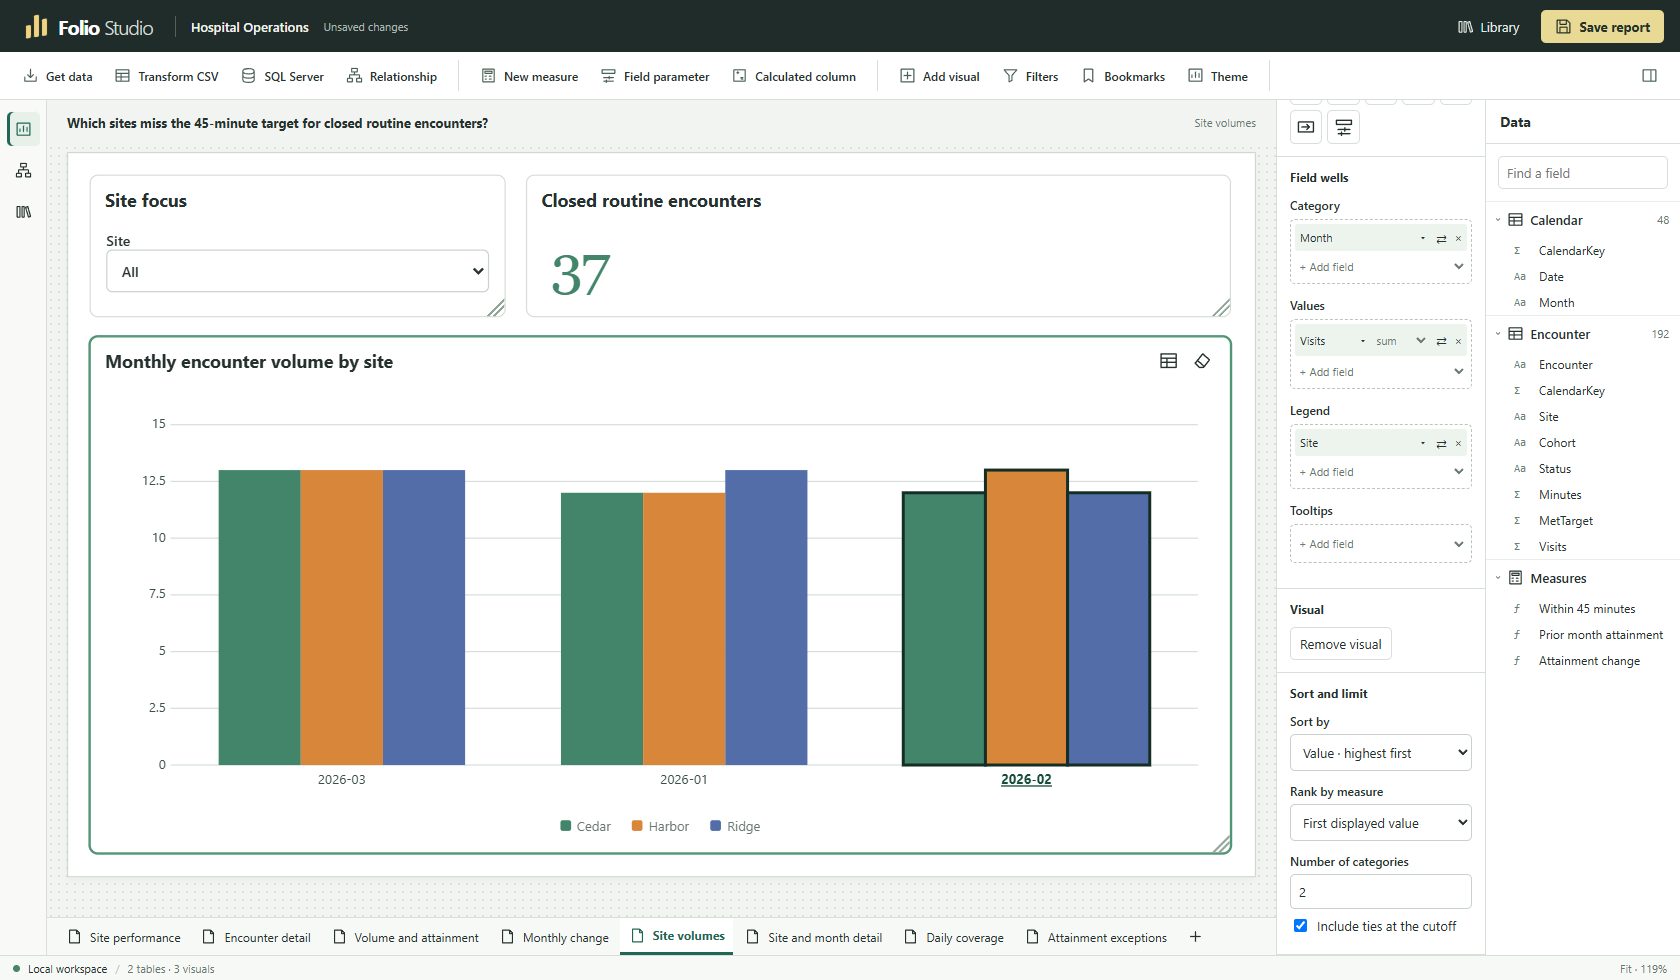 Folio Studio
Hospital Operations
Unsaved changes
Library
Save report
Get data
Transform CSV
SQL Server
Relationship
New measure
Field parameter
Calculated column
Add visual
Filters
Bookmarks
Theme
Which sites miss the 45-minute target for closed routine encounters?
Site volumes
Site focus
Site
All
Closed routine encounters
37
Monthly encounter volume by site
15
12.5
10
7.5
5
2.5
0
2026-03
2026-01
2026-02
Cedar
Harbor
Ridge
Field wells
Category
Month
+ Add field
Values
Visits
sum
+ Add field
Legend
Site
+ Add field
Tooltips
+ Add field
Visual
Remove visual
Sort and limit
Sort by
Value · highest first
Rank by measure
First displayed value
Number of categories
2
Include ties at the cutoff
Data
Find a field
Calendar 48
Σ CalendarKey
Aa Date
Aa Month
Encounter 192
Aa Encounter
Σ CalendarKey
Aa Site
Aa Cohort
Aa Status
Σ Minutes
Σ MetTarget
Σ Visits
Measures
f Within 45 minutes
f Prior month attainment
f Attainment change
Site performance
Encounter detail
Volume and attainment
Monthly change
Site volumes
Site and month detail
Daily coverage
Attainment exceptions
Local workspace / 2 tables · 3 visuals
Fit · 119%